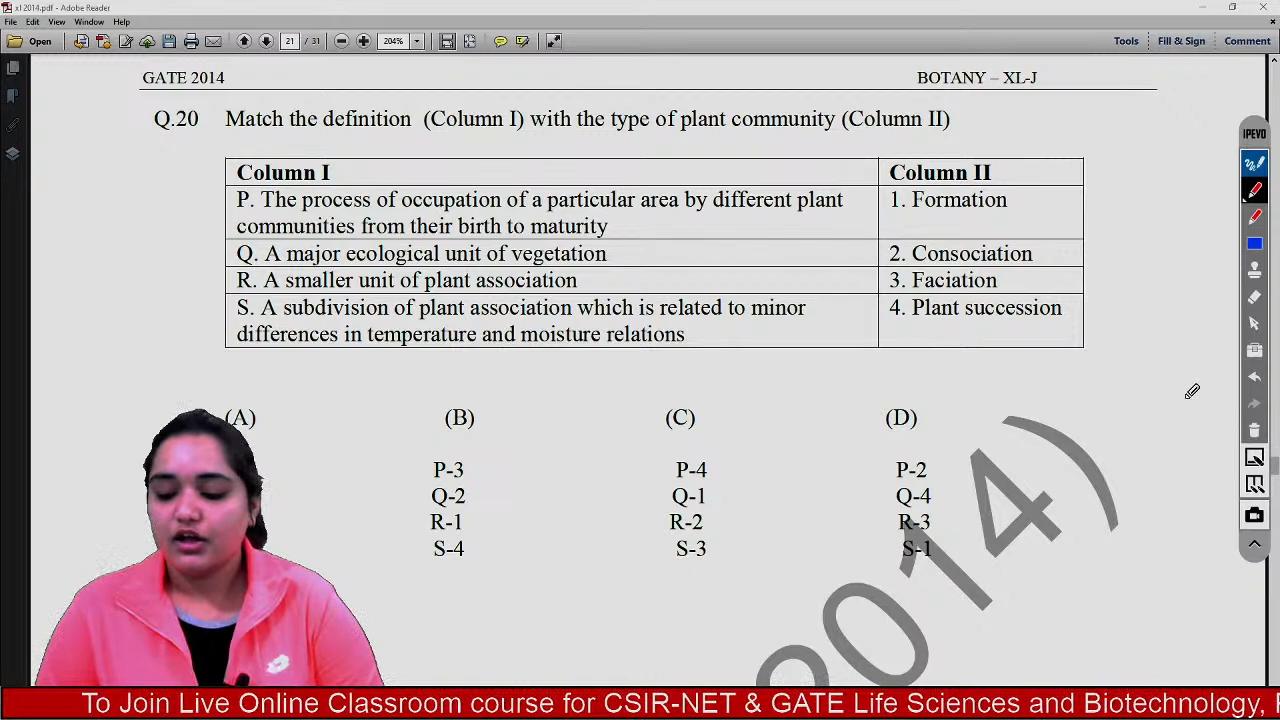 xl 2014.pdf - Adobe Reader
File Edit View Window Help
Open 21 / 31 204% Tools Fill & Sign Comment
GATE 2014 BOTANY – XL-J
Q.20 Match the definition (Column I) with the type of plant community (Column II)
Column I Column II
P. The process of occupation of a particular area by different plant 1. Formation
communities from their birth to maturity
Q. A major ecological unit of vegetation 2. Consociation
R. A smaller unit of plant association 3. Faciation
S. A subdivision of plant association which is related to minor 4. Plant succession
differences in temperature and moisture relations
IPEVO
(A) (B) (C) (D)
P-3 P-4 P-2
Q-2 Q-1 Q-4
R-1 R-2 R-3
S-4 S-3 S-1
2014)
To Join Live Online Classroom course for CSIR-NET & GATE Life Sciences and Biotechnology,